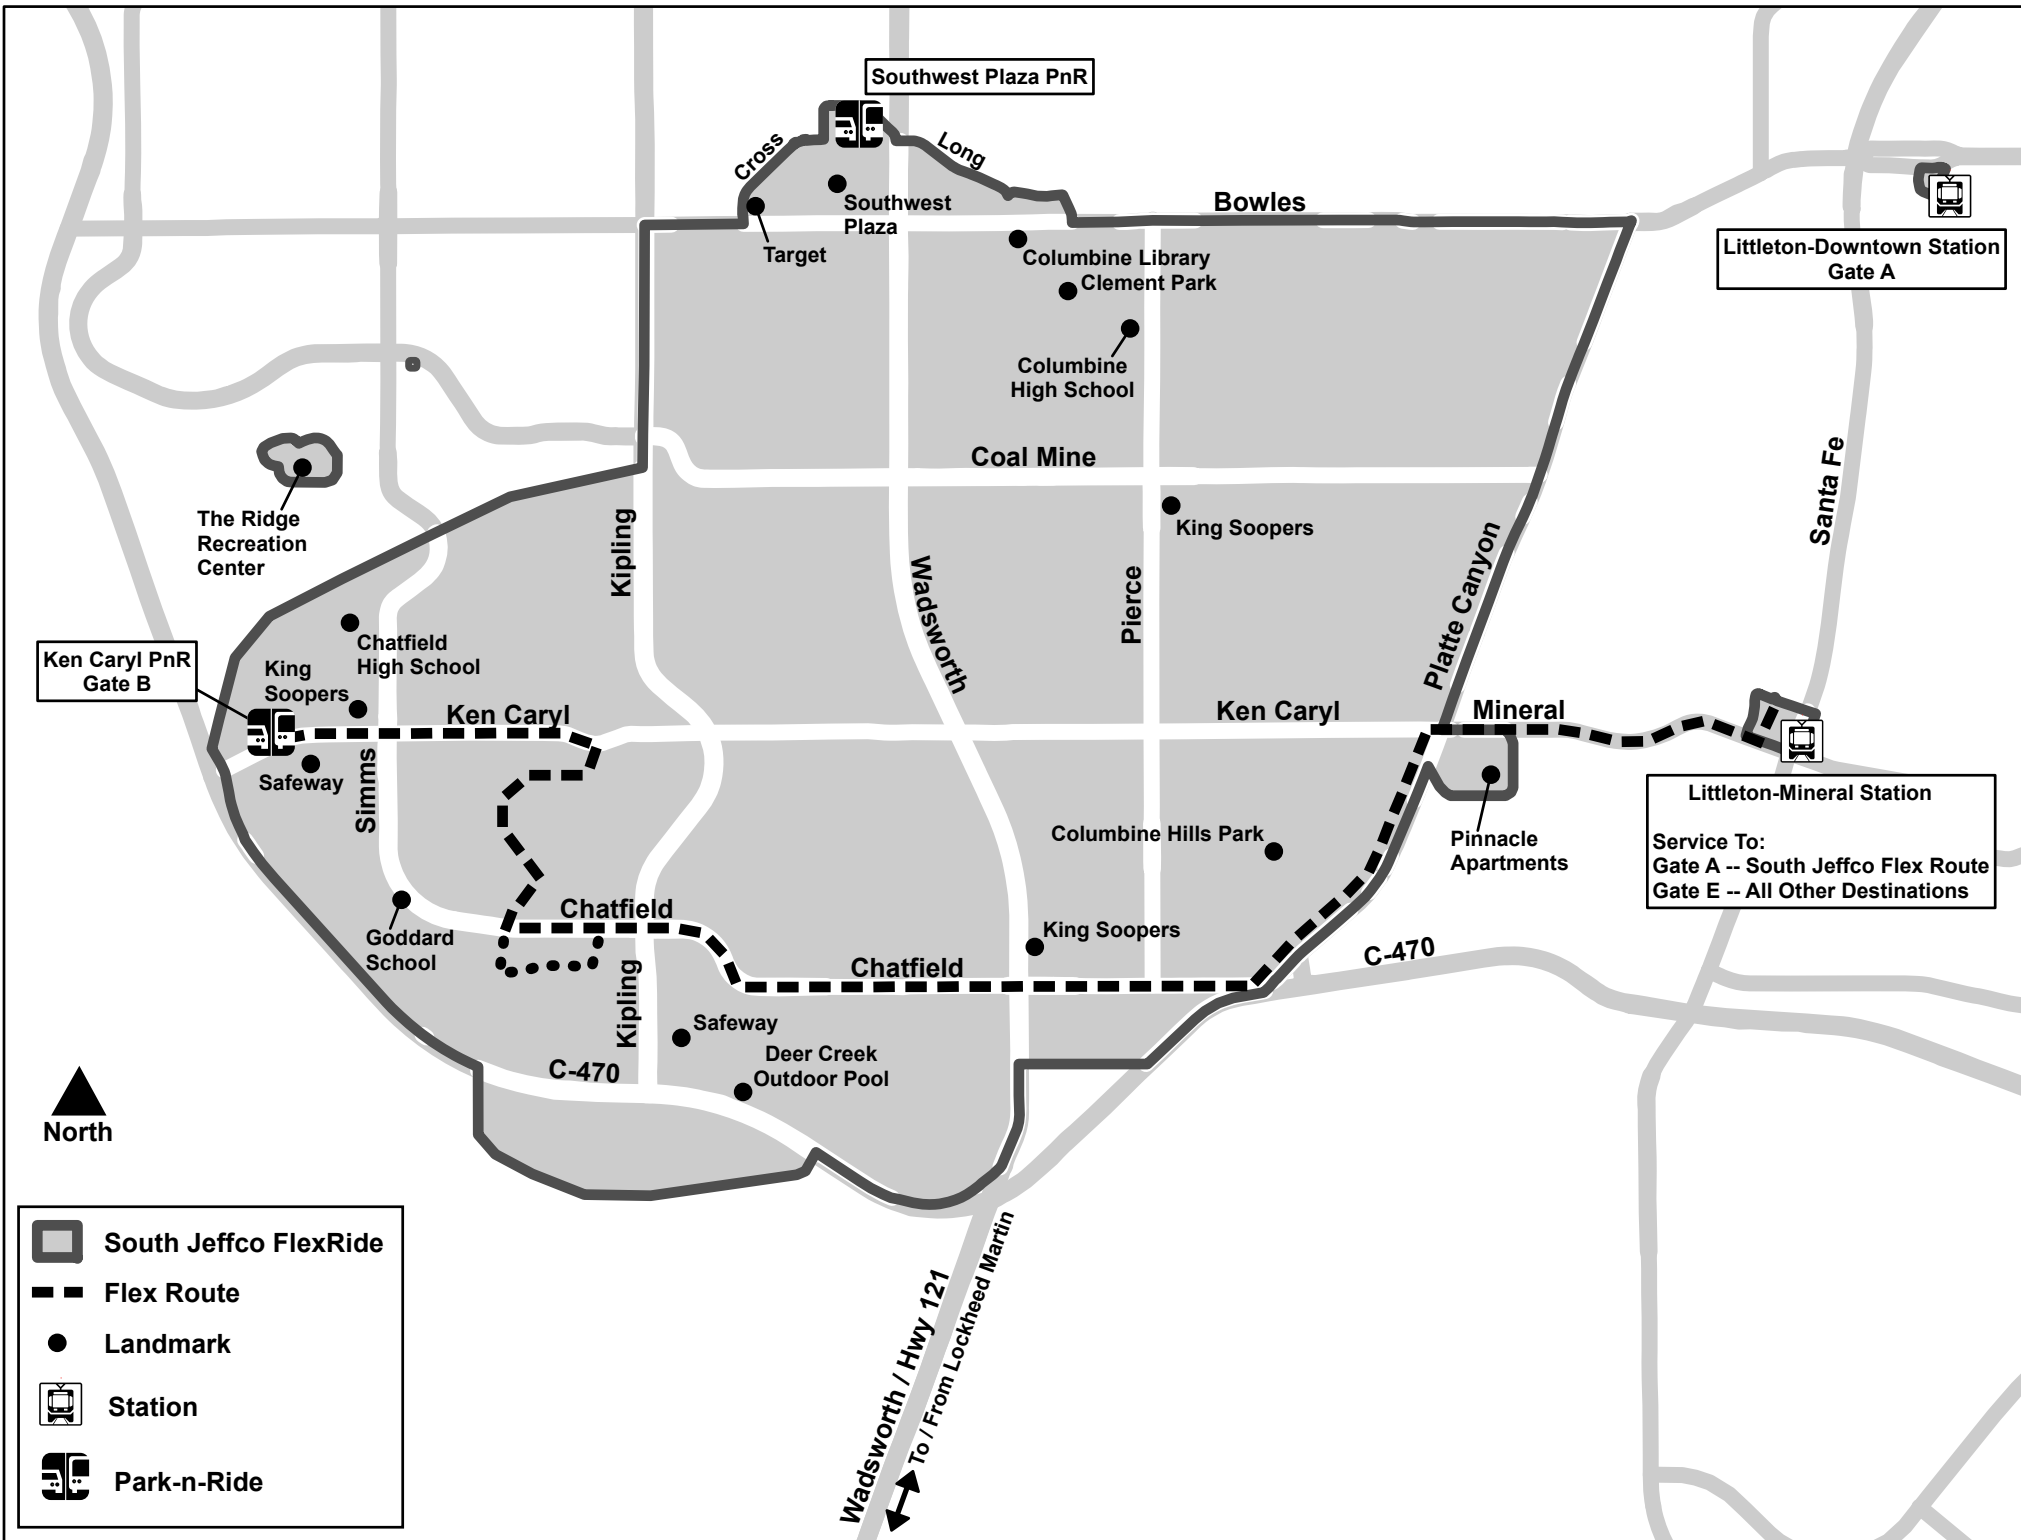 Southwest Plaza PnR
Cross
Long
Southwest
Plaza
Target
Bowles
Columbine Library
Clement Park
Columbine
High School
Littleton-Downtown Station
Gate A
Coal Mine
King Soopers
The Ridge
Recreation
Center
Kipling
Wadsworth
Pierce
Platte Canyon
Santa Fe
Ken Caryl PnR
Gate B
Chatfield
High School
King
Soopers
Ken Caryl
Ken Caryl
Mineral
Safeway
Simms
Columbine Hills Park
Pinnacle
Apartments
Littleton-Mineral Station
Service To:
Gate A -- South Jeffco Flex Route
Gate E -- All Other Destinations
Goddard
School
Chatfield
King Soopers
Chatfield
C-470
Kipling
Safeway
Deer Creek
Outdoor Pool
C-470
North
Wadsworth / Hwy 121
To / From Lockheed Martin
South Jeffco FlexRide
Flex Route
Landmark
Station
Park-n-Ride